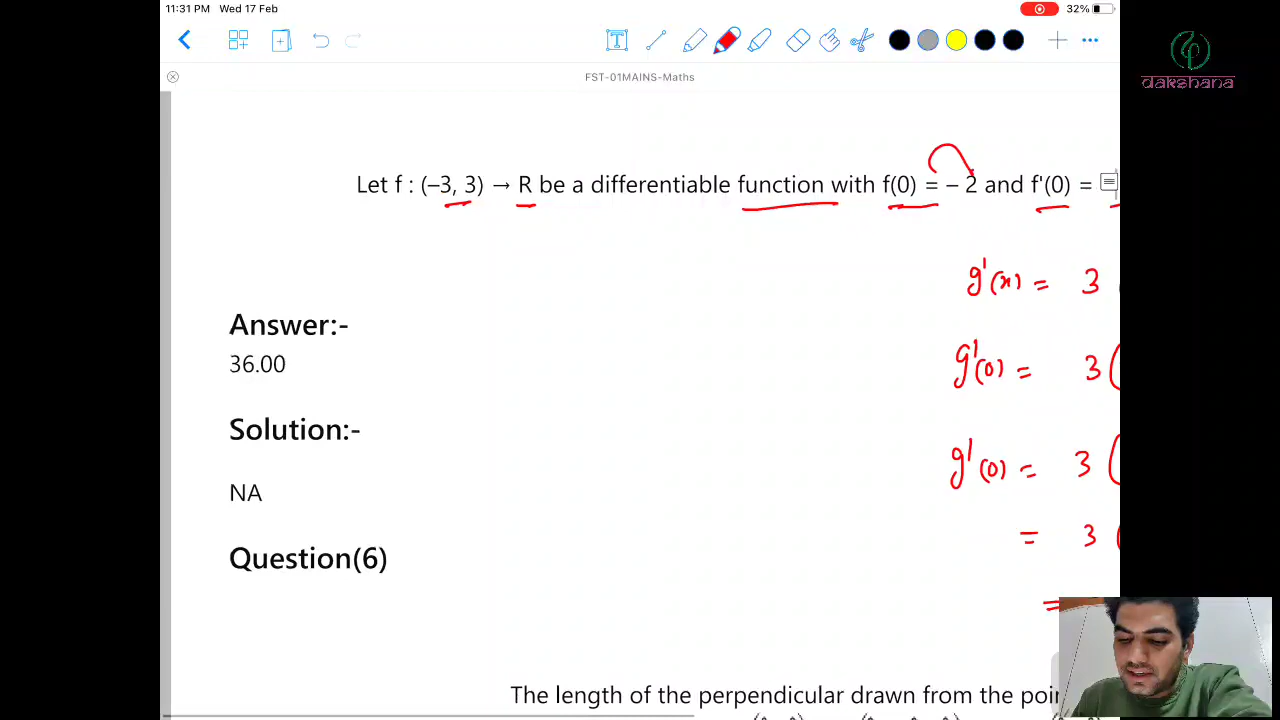 11:31 PM Wed 17 Feb
32%
dakshana
FST-01MAINS-Maths
Let f : (–3, 3) → R be a differentiable function with f(0) = – 2 and f'(0) =
g'(x) = 3
Answer:-
36.00
g'(0) = 3(
Solution:-
g'(0) = 3(
NA
= 3(
Question(6)
=
The length of the perpendicular drawn from the poin